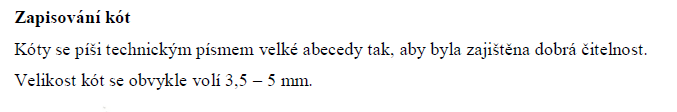 Zapisování kót
Kóty se píši technickým písmem velké abecedy tak, aby byla zajištěna dobrá čitelnost.
Velikost kót se obvykle volí 3,5 – 5 mm.